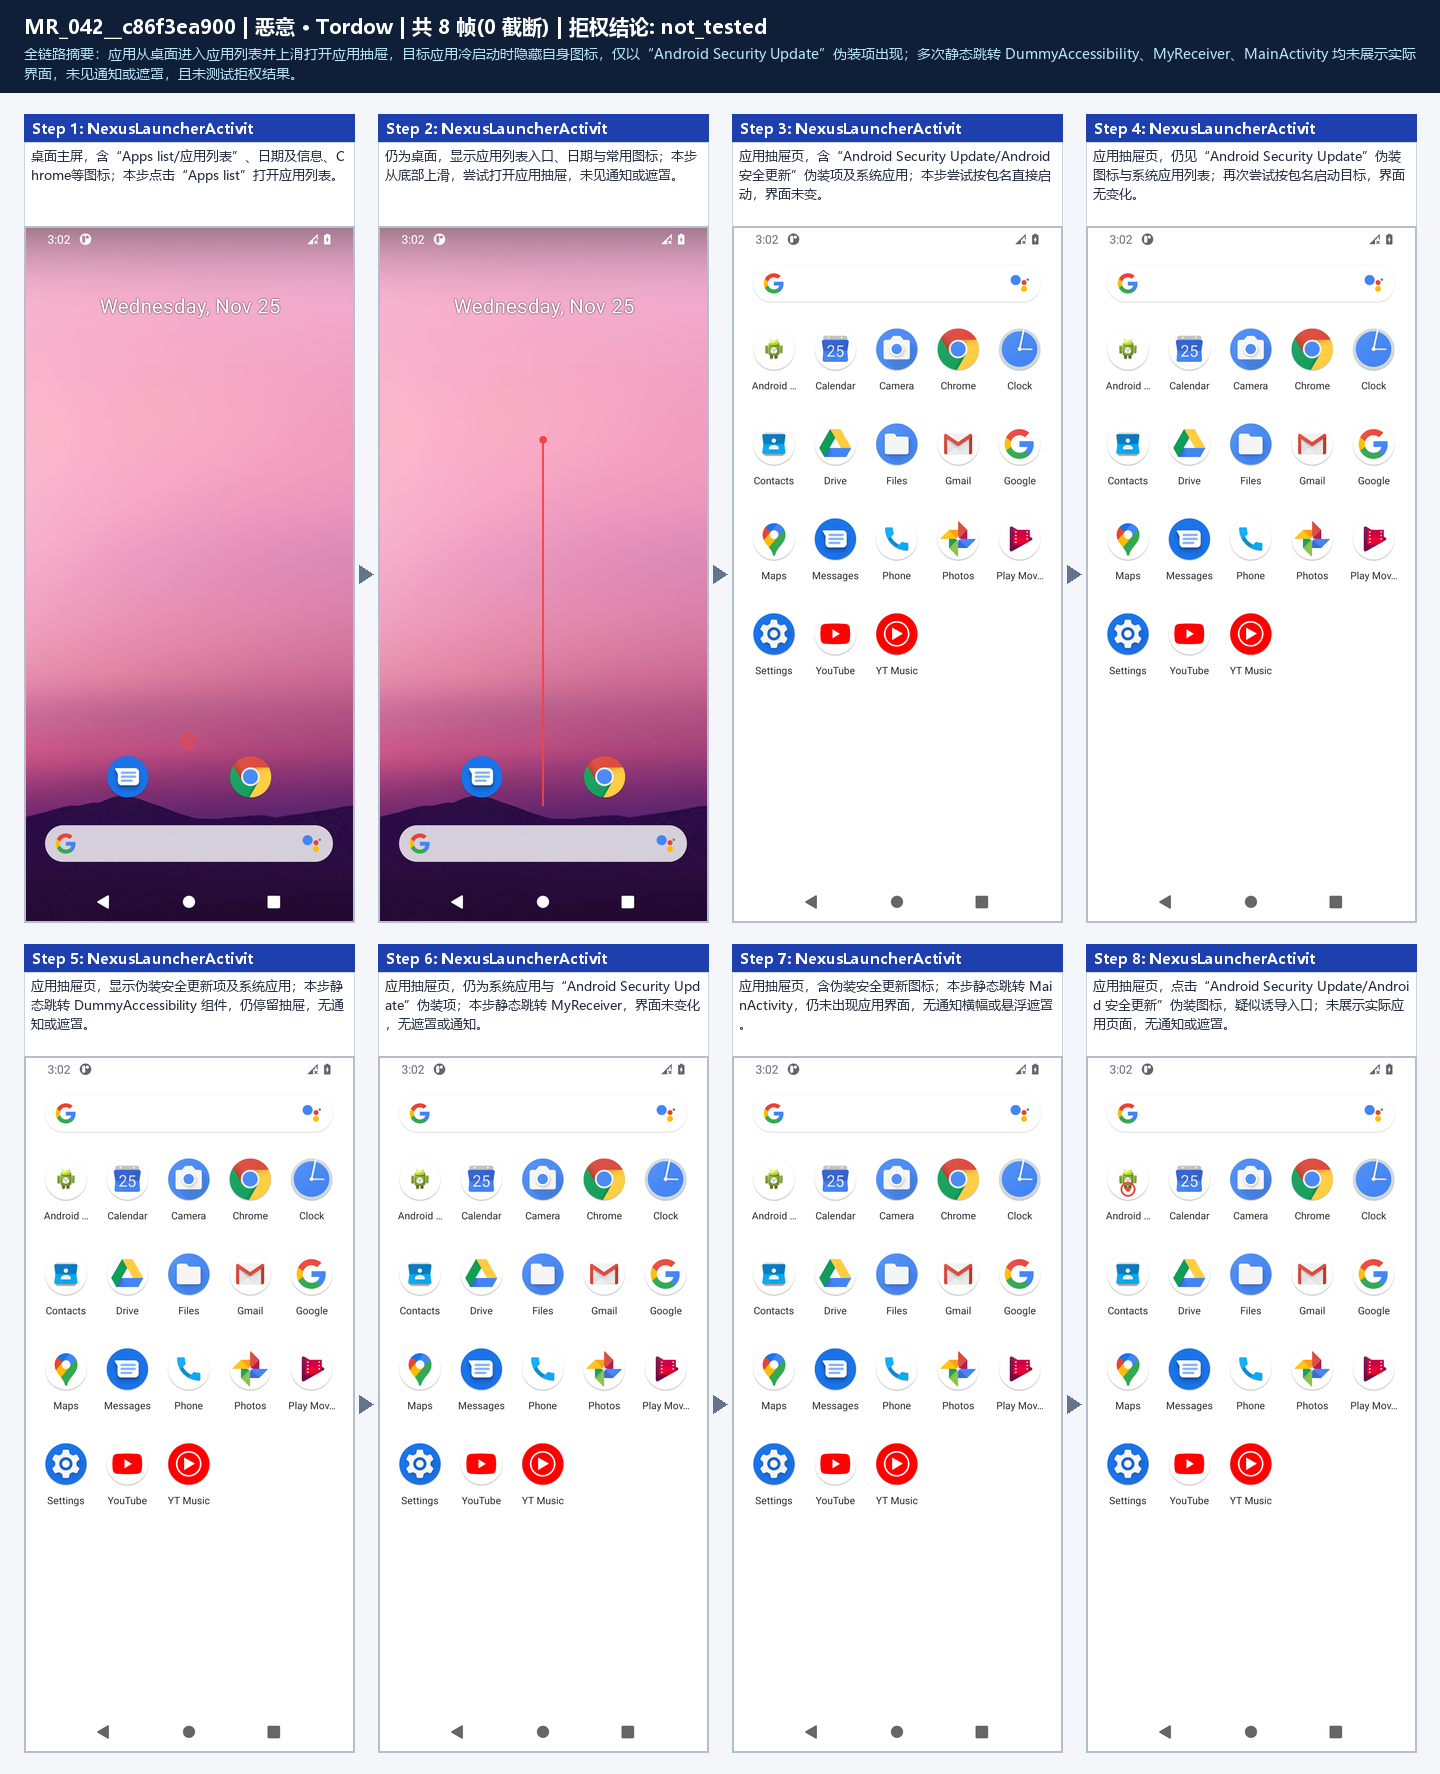 MR_042__c86f3ea900 | 恶意 • Tordow | 共 8 帧(0 截断) | 拒权结论: not_tested
全链路摘要：应用从桌面进入应用列表并上滑打开应用抽屉，目标应用冷启动时隐藏自身图标，仅以“Android Security Update”伪装项出现；多次静态跳转 DummyAccessibility、MyReceiver、MainActivity 均未展示实际
界面，未见通知或遮罩，且未测试拒权结果。
Step 1: NexusLauncherActivit
桌面主屏，含“Apps list/应用列表”、日期及信息、C
hrome等图标；本步点击“Apps list”打开应用列表。
3:02
Wednesday, Nov 25
Step 2: NexusLauncherActivit
仍为桌面，显示应用列表入口、日期与常用图标；本步
从底部上滑，尝试打开应用抽屉，未见通知或遮罩。
3:02
Wednesday, Nov 25
Step 3: NexusLauncherActivit
应用抽屉页，含“Android Security Update/Android
安全更新”伪装项及系统应用；本步尝试按包名直接启
动，界面未变。
3:02
25
Android ... Calendar Camera Chrome Clock
Contacts Drive Files Gmail Google
Maps Messages Phone Photos Play Mov...
Settings YouTube YT Music
Step 4: NexusLauncherActivit
应用抽屉页，仍见“Android Security Update”伪装
图标与系统应用列表；再次尝试按包名启动目标，界面
无变化。
3:02
25
Android ... Calendar Camera Chrome Clock
Contacts Drive Files Gmail Google
Maps Messages Phone Photos Play Mov...
Settings YouTube YT Music
Step 5: NexusLauncherActivit
应用抽屉页，显示伪装安全更新项及系统应用；本步静
态跳转 DummyAccessibility 组件，仍停留抽屉，无通
知或遮罩。
3:02
25
Android ... Calendar Camera Chrome Clock
Contacts Drive Files Gmail Google
Maps Messages Phone Photos Play Mov...
Settings YouTube YT Music
Step 6: NexusLauncherActivit
应用抽屉页，仍为系统应用与“Android Security Upd
ate”伪装项；本步静态跳转 MyReceiver，界面未变化
，无遮罩或通知。
3:02
25
Android ... Calendar Camera Chrome Clock
Contacts Drive Files Gmail Google
Maps Messages Phone Photos Play Mov...
Settings YouTube YT Music
Step 7: NexusLauncherActivit
应用抽屉页，含伪装安全更新图标；本步静态跳转 Mai
nActivity，仍未出现应用界面，无通知横幅或悬浮遮罩
。
3:02
25
Android ... Calendar Camera Chrome Clock
Contacts Drive Files Gmail Google
Maps Messages Phone Photos Play Mov...
Settings YouTube YT Music
Step 8: NexusLauncherActivit
应用抽屉页，点击“Android Security Update/Androi
d 安全更新”伪装图标，疑似诱导入口；未展示实际应
用页面，无通知或遮罩。
3:02
25
Android ... Calendar Camera Chrome Clock
Contacts Drive Files Gmail Google
Maps Messages Phone Photos Play Mov...
Settings YouTube YT Music